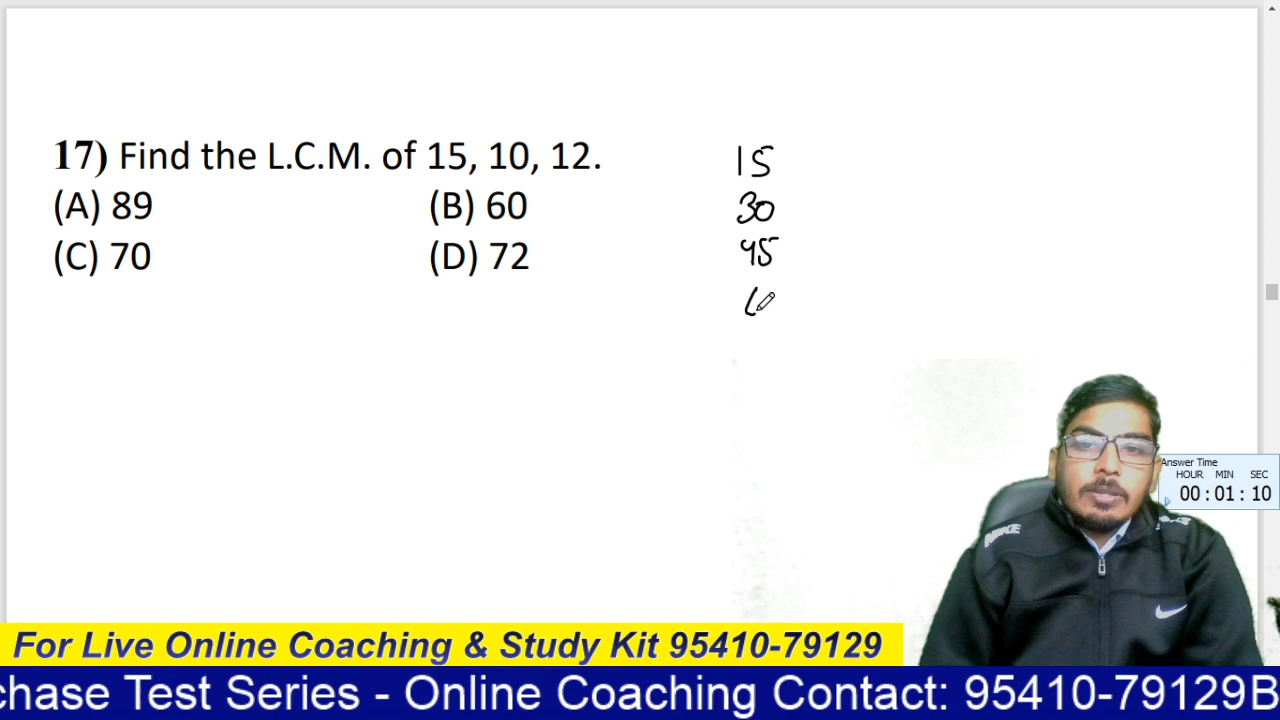 17) Find the L.C.M. of 15, 10, 12.
(A) 89 (B) 60
(C) 70 (D) 72
15
30
45
Answer Time
HOUR MIN SEC
00 : 01 : 10
NIKE
For Live Online Coaching & Study Kit 95410-79129
chase Test Series - Online Coaching Contact: 95410-79129B